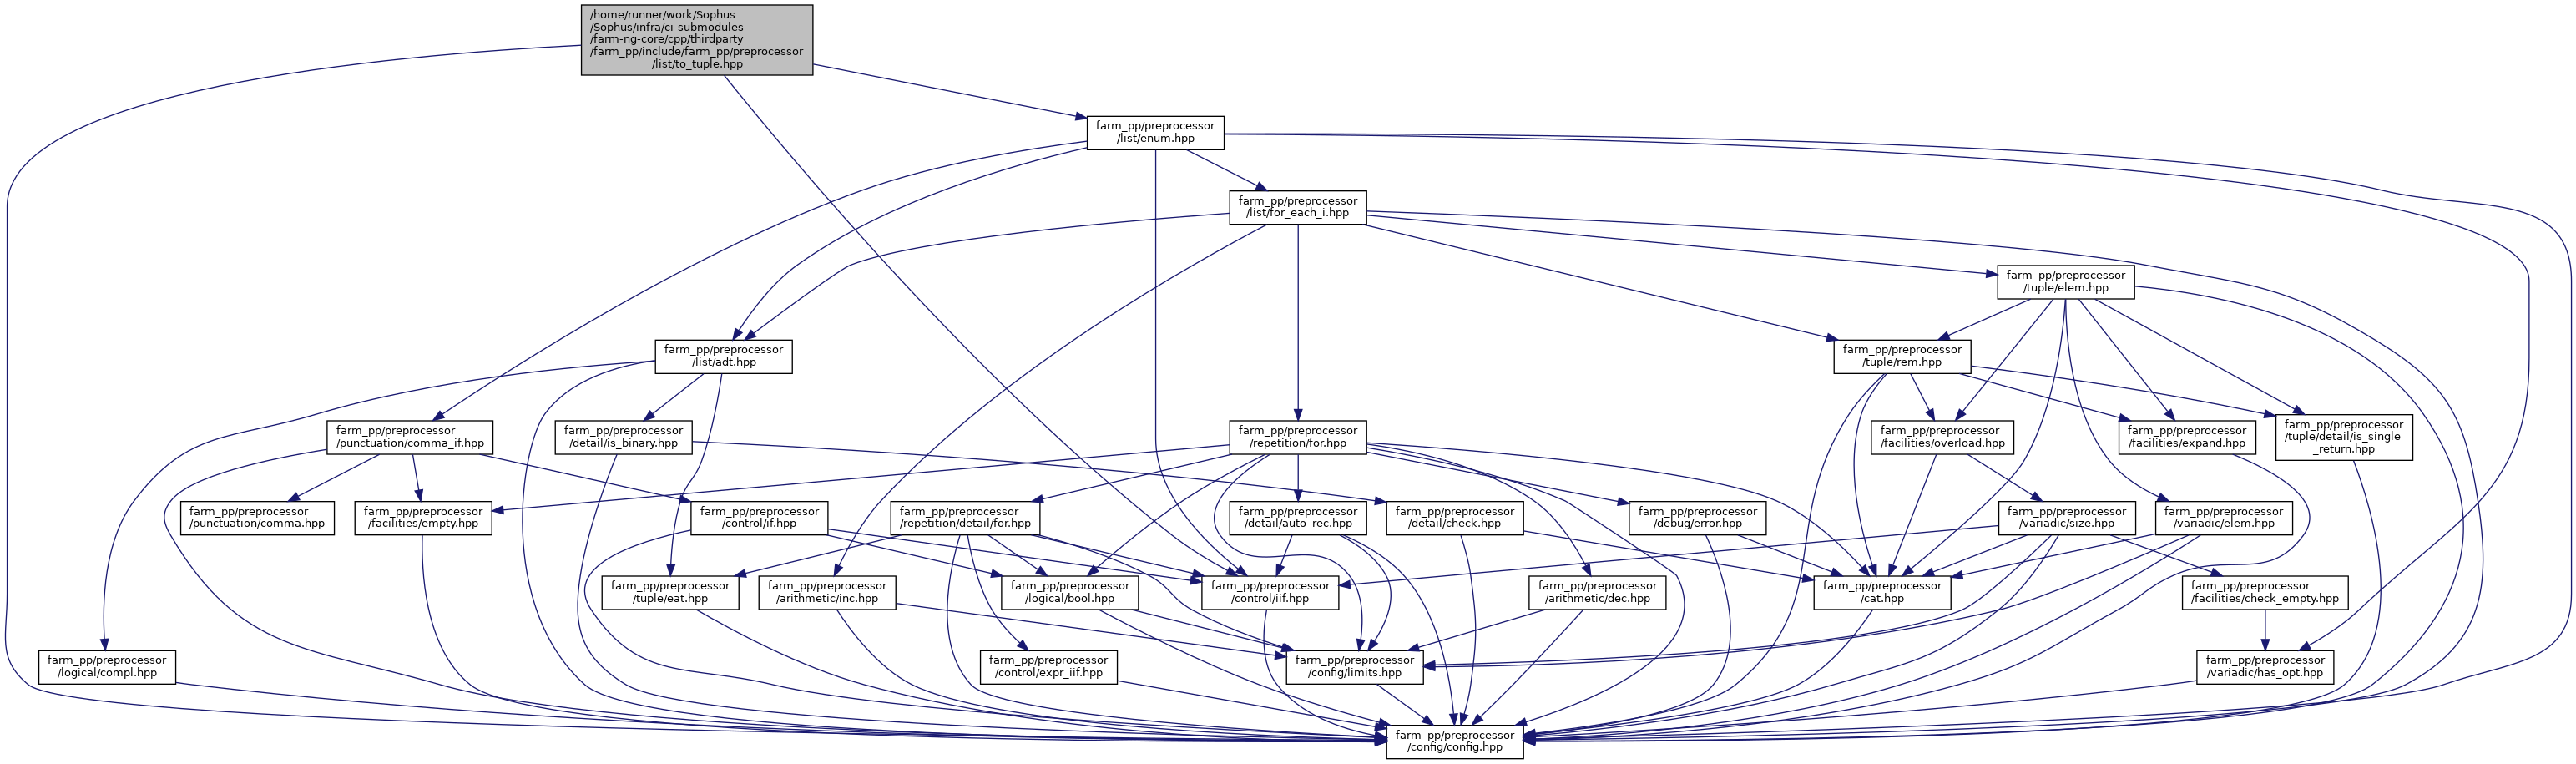 /home/runner/work/Sophus
/Sophus/infra/ci-submodules
/farm-ng-core/cpp/thirdparty
/farm_pp/include/farm_pp/preprocessor
/list/to_tuple.hpp
farm_pp/preprocessor
/list/enum.hpp
farm_pp/preprocessor
/list/for_each_i.hpp
farm_pp/preprocessor
/tuple/elem.hpp
farm_pp/preprocessor
/list/adt.hpp
farm_pp/preprocessor
/tuple/rem.hpp
farm_pp/preprocessor
/punctuation/comma_if.hpp
farm_pp/preprocessor
/detail/is_binary.hpp
farm_pp/preprocessor
/repetition/for.hpp
farm_pp/preprocessor
/facilities/overload.hpp
farm_pp/preprocessor
/facilities/expand.hpp
farm_pp/preprocessor
/tuple/detail/is_single
_return.hpp
farm_pp/preprocessor
/punctuation/comma.hpp
farm_pp/preprocessor
/facilities/empty.hpp
farm_pp/preprocessor
/control/if.hpp
farm_pp/preprocessor
/repetition/detail/for.hpp
farm_pp/preprocessor
/detail/auto_rec.hpp
farm_pp/preprocessor
/detail/check.hpp
farm_pp/preprocessor
/debug/error.hpp
farm_pp/preprocessor
/variadic/size.hpp
farm_pp/preprocessor
/variadic/elem.hpp
farm_pp/preprocessor
/tuple/eat.hpp
farm_pp/preprocessor
/arithmetic/inc.hpp
farm_pp/preprocessor
/logical/bool.hpp
farm_pp/preprocessor
/control/iif.hpp
farm_pp/preprocessor
/arithmetic/dec.hpp
farm_pp/preprocessor
/cat.hpp
farm_pp/preprocessor
/facilities/check_empty.hpp
farm_pp/preprocessor
/logical/compl.hpp
farm_pp/preprocessor
/control/expr_iif.hpp
farm_pp/preprocessor
/config/limits.hpp
farm_pp/preprocessor
/variadic/has_opt.hpp
farm_pp/preprocessor
/config/config.hpp